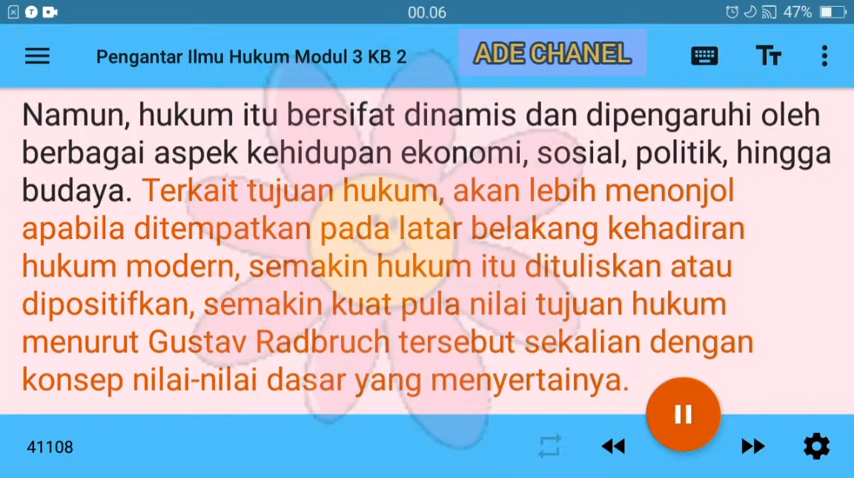 00.06
47%
Pengantar Ilmu Hukum Modul 3 KB 2
ADE CHANEL
Tт
Namun, hukum itu bersifat dinamis dan dipengaruhi oleh
berbagai aspek kehidupan ekonomi, sosial, politik, hingga
budaya. Terkait tujuan hukum, akan lebih menonjol
apabila ditempatkan pada latar belakang kehadiran
hukum modern, semakin hukum itu dituliskan atau
dipositifkan, semakin kuat pula nilai tujuan hukum
menurut Gustav Radbruch tersebut sekalian dengan
konsep nilai-nilai dasar yang menyertainya.
41108